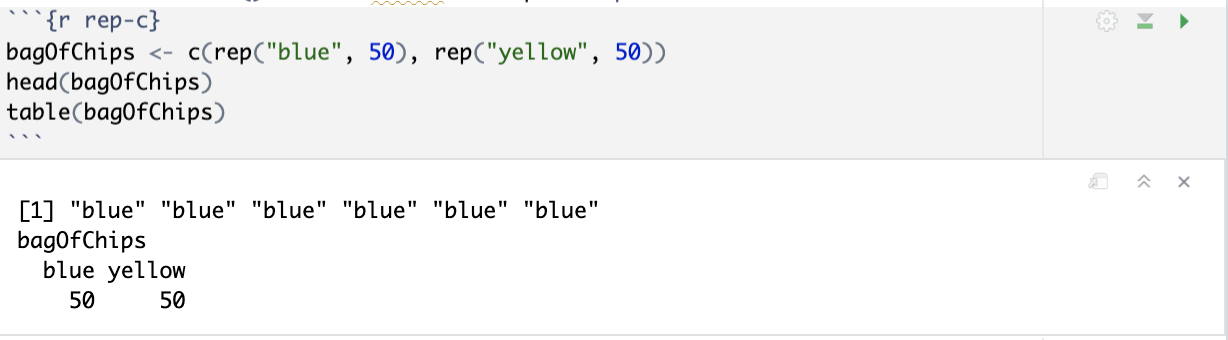 ```{r rep-c}
bagOfChips <- c(rep("blue", 50), rep("yellow", 50))
head(bagOfChips)
table(bagOfChips)
```
[1] "blue" "blue" "blue" "blue" "blue" "blue"
bagOfChips
  blue yellow
    50     50